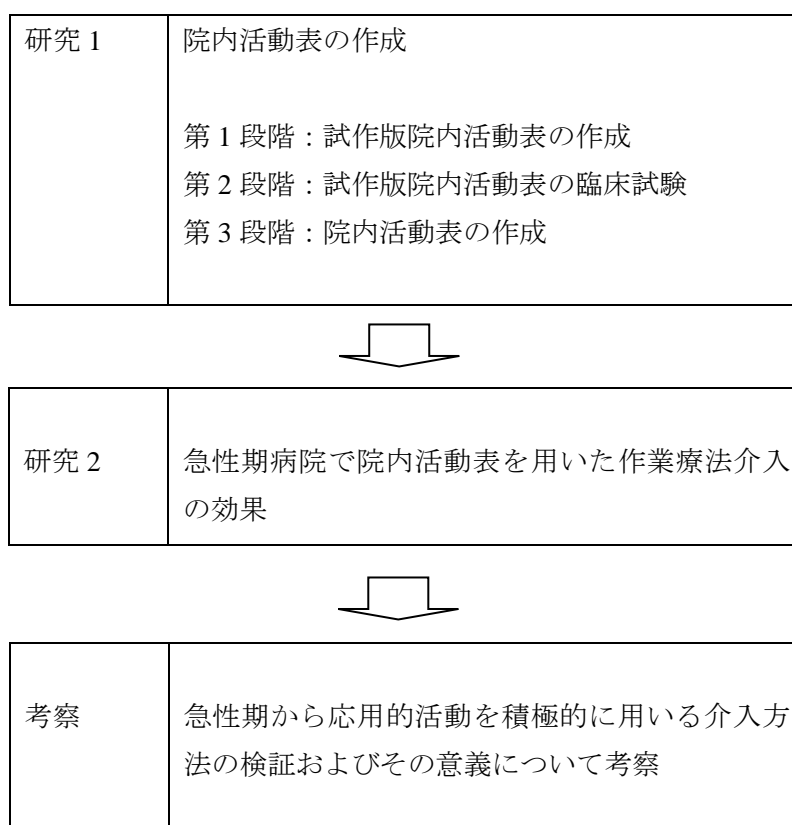 研究 1 院内活動表の作成
第 1 段階：試作版院内活動表の作成
第 2 段階：試作版院内活動表の臨床試験
第 3 段階：院内活動表の作成
研究 2 急性期病院で院内活動表を用いた作業療法介入
の効果
考察 急性期から応用的活動を積極的に用いる介入方
法の検証およびその意義について考察